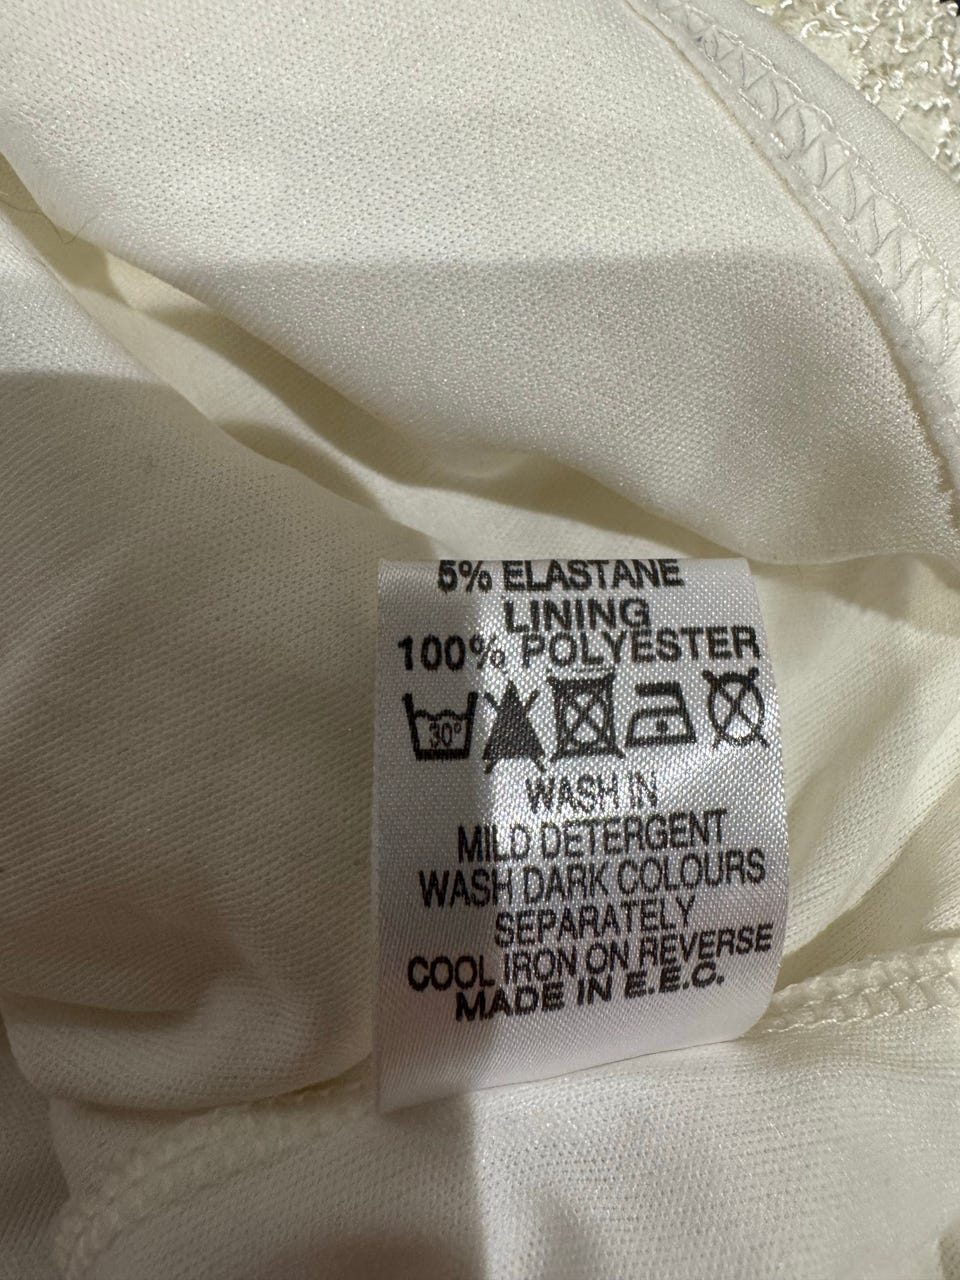 5% ELASTANE
LINING
100% POLYESTER
30°
WASH IN
MILD DETERGENT
WASH DARK COLOURS
SEPARATELY
COOL IRON ON REVERSE
MADE IN E.E.C.